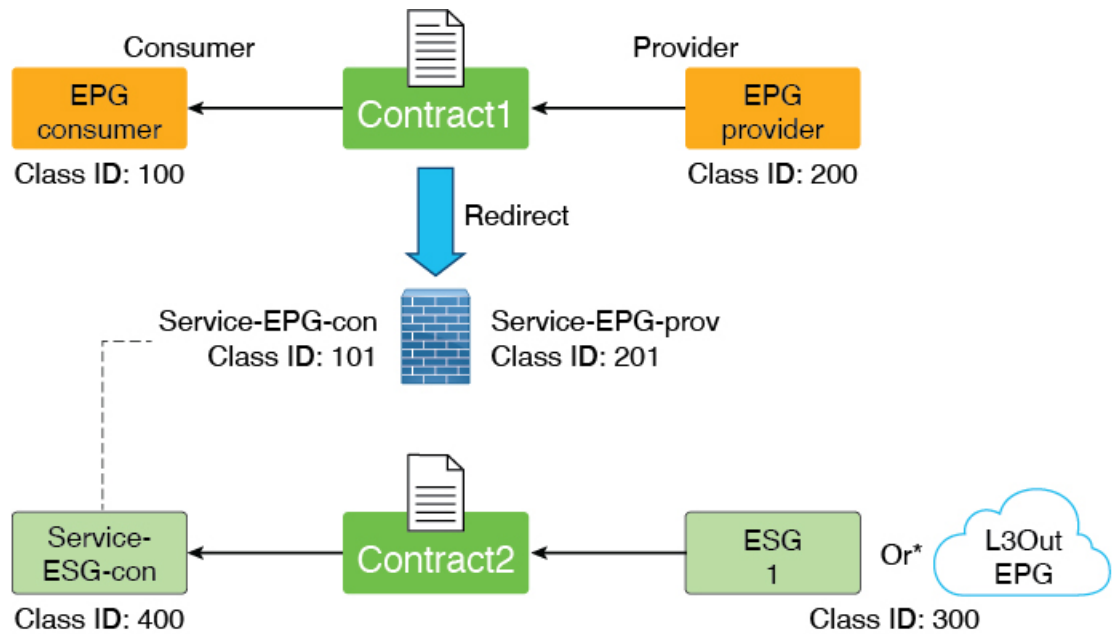 Consumer
Provider
EPG
consumer
Contract1
EPG
provider
Class ID: 100
Class ID: 200
Redirect
Service-EPG-con
Class ID: 101
Service-EPG-prov
Class ID: 201
Service-
ESG-con
Contract2
ESG
1
Or*
L3Out
EPG
Class ID: 400
Class ID: 300